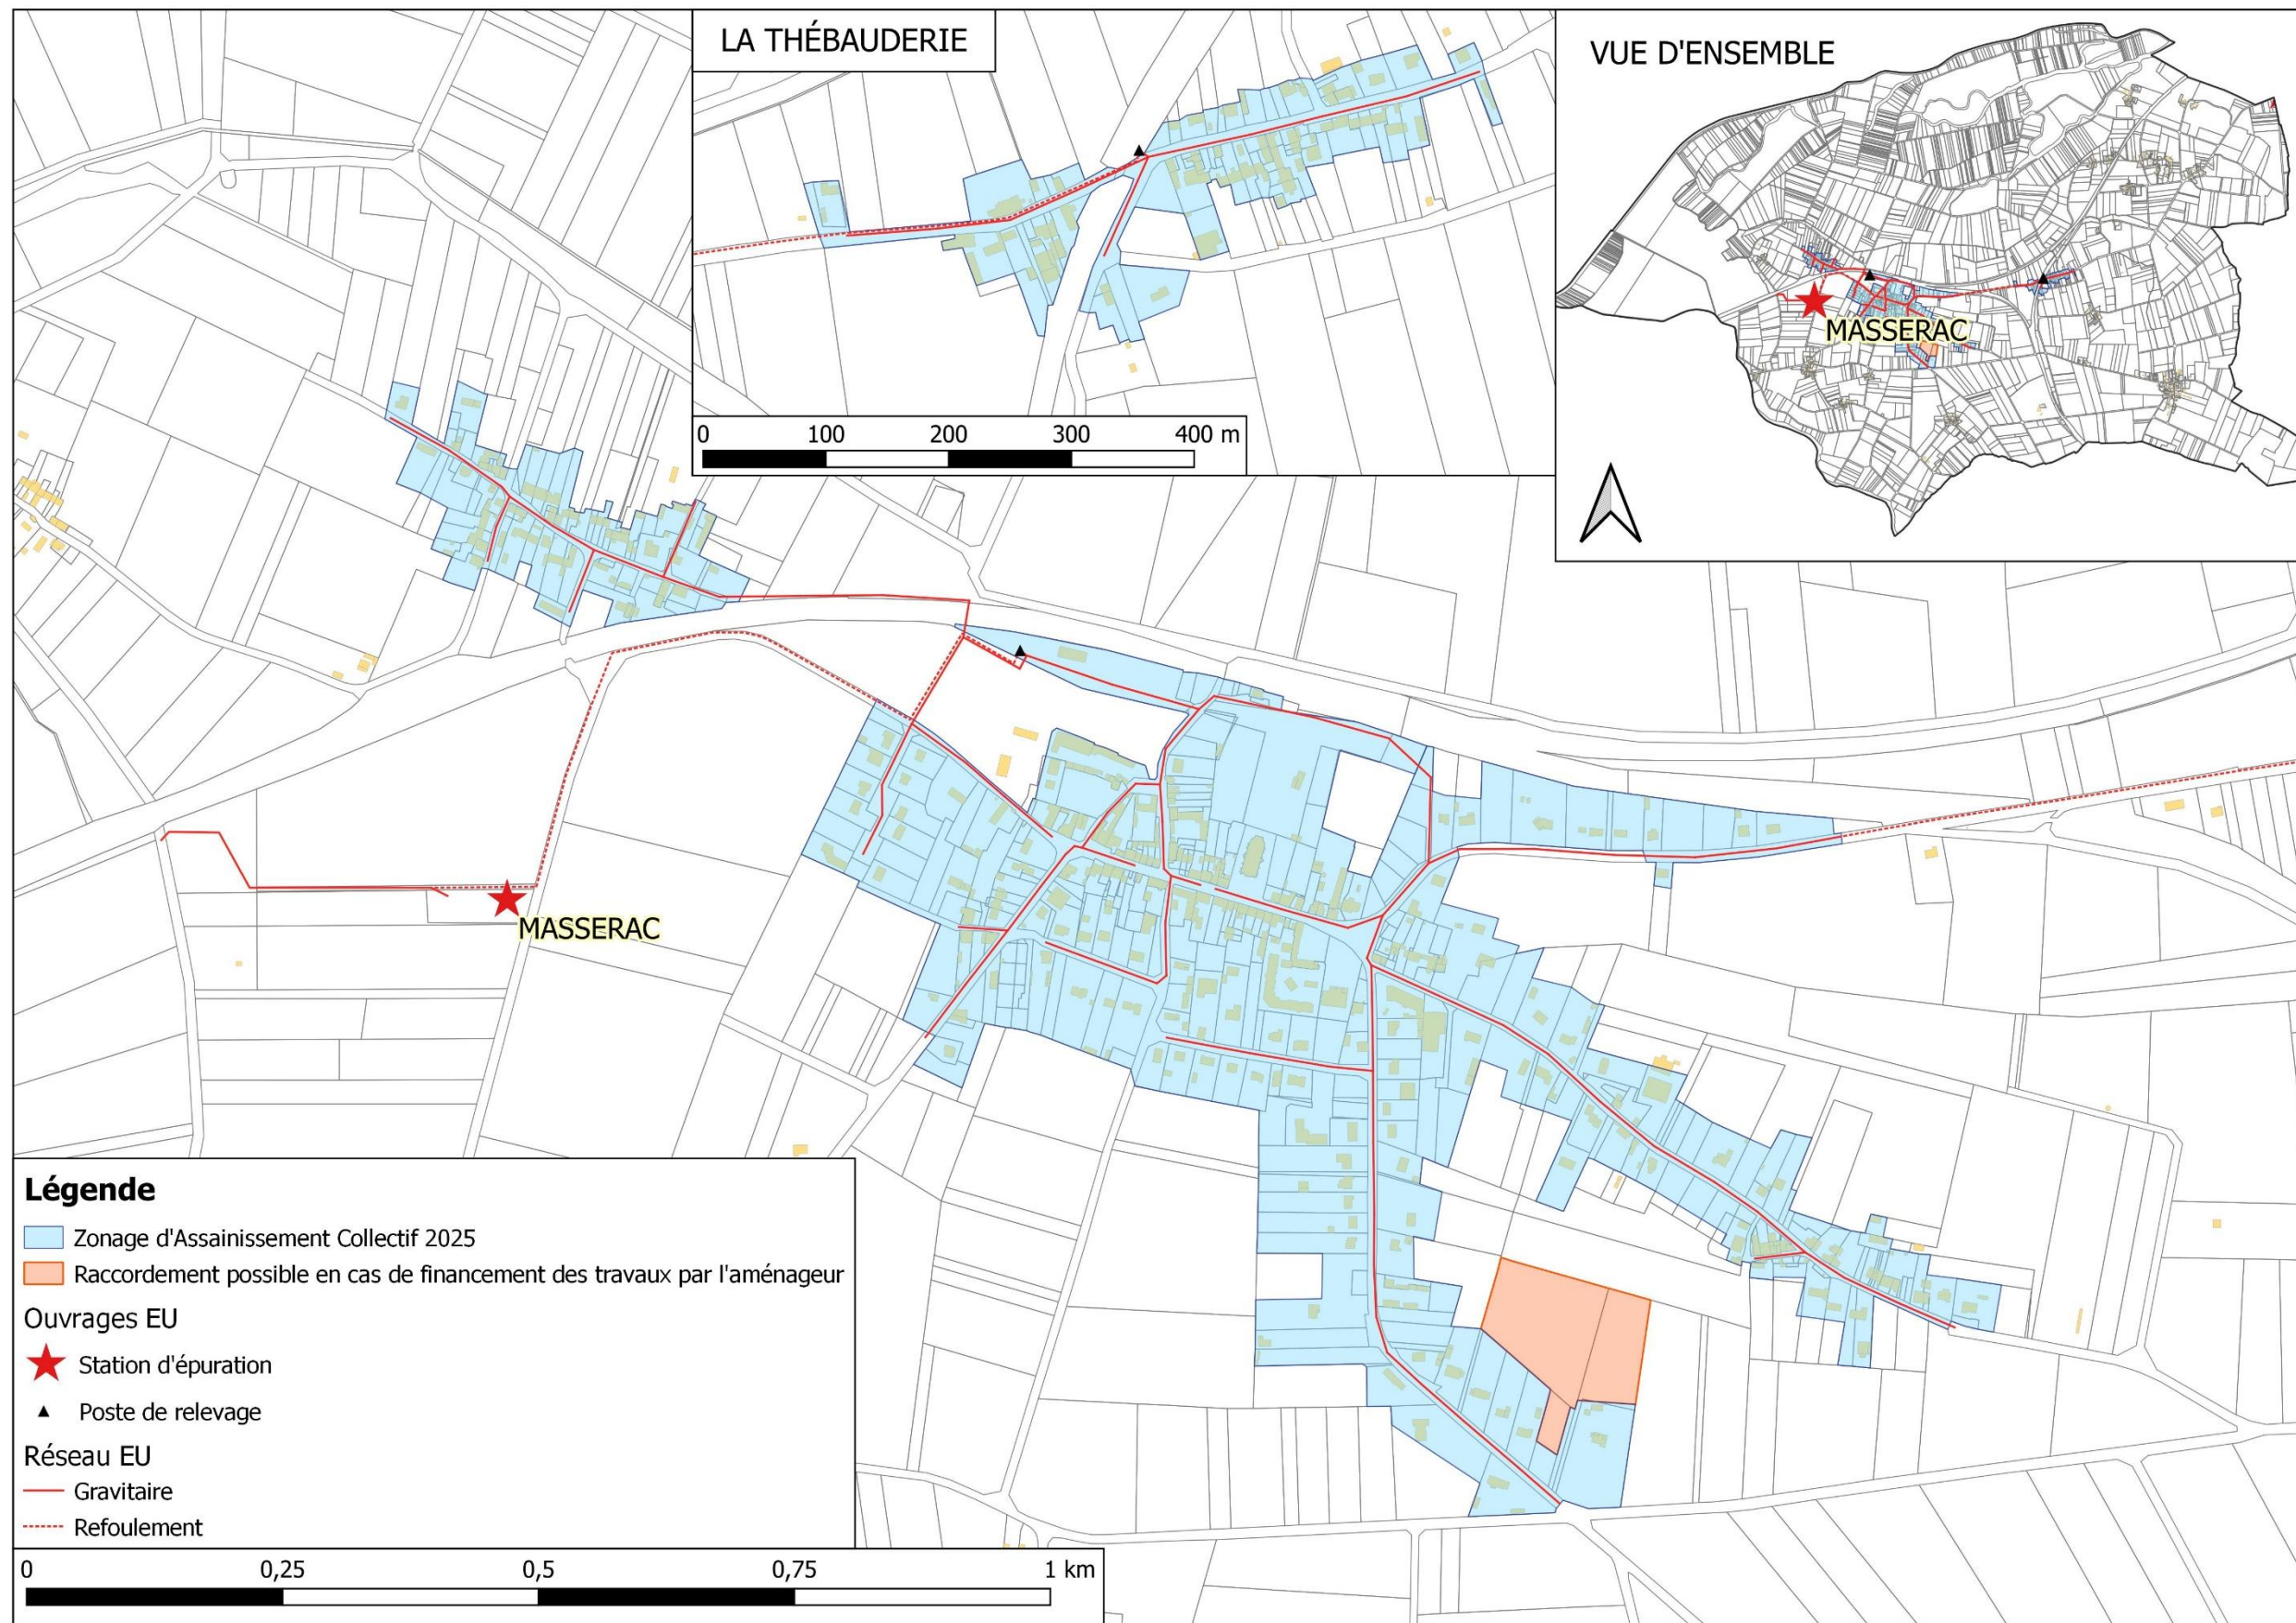 LA THÉBAUDERIE
0 100 200 300 400 m
VUE D'ENSEMBLE
MASSERAC
MASSERAC
Légende
Zonage d'Assainissement Collectif 2025
Raccordement possible en cas de financement des travaux par l'aménageur
Ouvrages EU
Station d'épuration
Poste de relevage
Réseau EU
Gravitaire
Refoulement
0 0,25 0,5 0,75 1 km